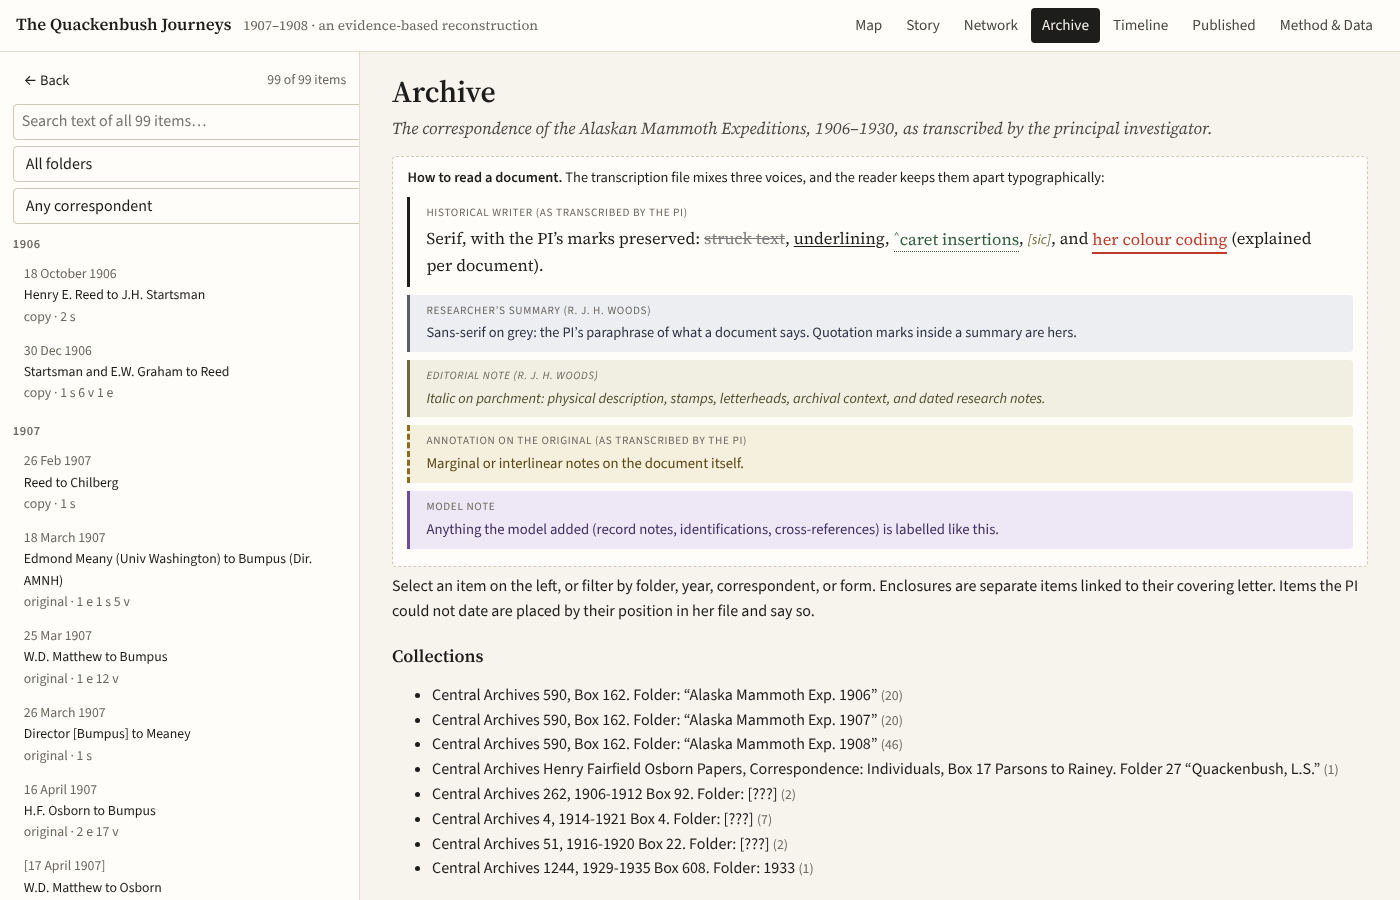 The Quackenbush Journeys 1907–1908 · an evidence-based reconstruction
Map Story Network Archive Timeline Published Method & Data
← Back 99 of 99 items
Search text of all 99 items…
All folders
Any correspondent
1906
18 October 1906
Henry E. Reed to J.H. Startsman
copy · 2 s
30 Dec 1906
Startsman and E.W. Graham to Reed
copy · 1 s 6 v 1 e
1907
26 Feb 1907
Reed to Chilberg
copy · 1 s
18 March 1907
Edmond Meany (Univ Washington) to Bumpus (Dir.
AMNH)
original · 1 e 1 s 5 v
25 Mar 1907
W.D. Matthew to Bumpus
original · 1 e 12 v
26 March 1907
Director [Bumpus] to Meaney
original · 1 s
16 April 1907
H.F. Osborn to Bumpus
original · 2 e 17 v
[17 April 1907]
W.D. Matthew to Osborn
Archive
The correspondence of the Alaskan Mammoth Expeditions, 1906–1930, as transcribed by the principal investigator.
How to read a document. The transcription file mixes three voices, and the reader keeps them apart typographically:
HISTORICAL WRITER (AS TRANSCRIBED BY THE PI)
Serif, with the PI’s marks preserved: struck text, underlining, ^caret insertions, [sic], and her colour coding (explained
per document).
RESEARCHER’S SUMMARY (R. J. H. WOODS)
Sans-serif on grey: the PI’s paraphrase of what a document says. Quotation marks inside a summary are hers.
EDITORIAL NOTE (R. J. H. WOODS)
Italic on parchment: physical description, stamps, letterheads, archival context, and dated research notes.
ANNOTATION ON THE ORIGINAL (AS TRANSCRIBED BY THE PI)
Marginal or interlinear notes on the document itself.
MODEL NOTE
Anything the model added (record notes, identifications, cross-references) is labelled like this.
Select an item on the left, or filter by folder, year, correspondent, or form. Enclosures are separate items linked to their covering letter. Items the PI
could not date are placed by their position in her file and say so.
Collections
• Central Archives 590, Box 162. Folder: “Alaska Mammoth Exp. 1906” (20)
• Central Archives 590, Box 162. Folder: “Alaska Mammoth Exp. 1907” (20)
• Central Archives 590, Box 162. Folder: “Alaska Mammoth Exp. 1908” (46)
• Central Archives Henry Fairfield Osborn Papers, Correspondence: Individuals, Box 17 Parsons to Rainey. Folder 27 “Quackenbush, L.S.” (1)
• Central Archives 262, 1906-1912 Box 92. Folder: [???] (2)
• Central Archives 4, 1914-1921 Box 4. Folder: [???] (7)
• Central Archives 51, 1916-1920 Box 22. Folder: [???] (2)
• Central Archives 1244, 1929-1935 Box 608. Folder: 1933 (1)